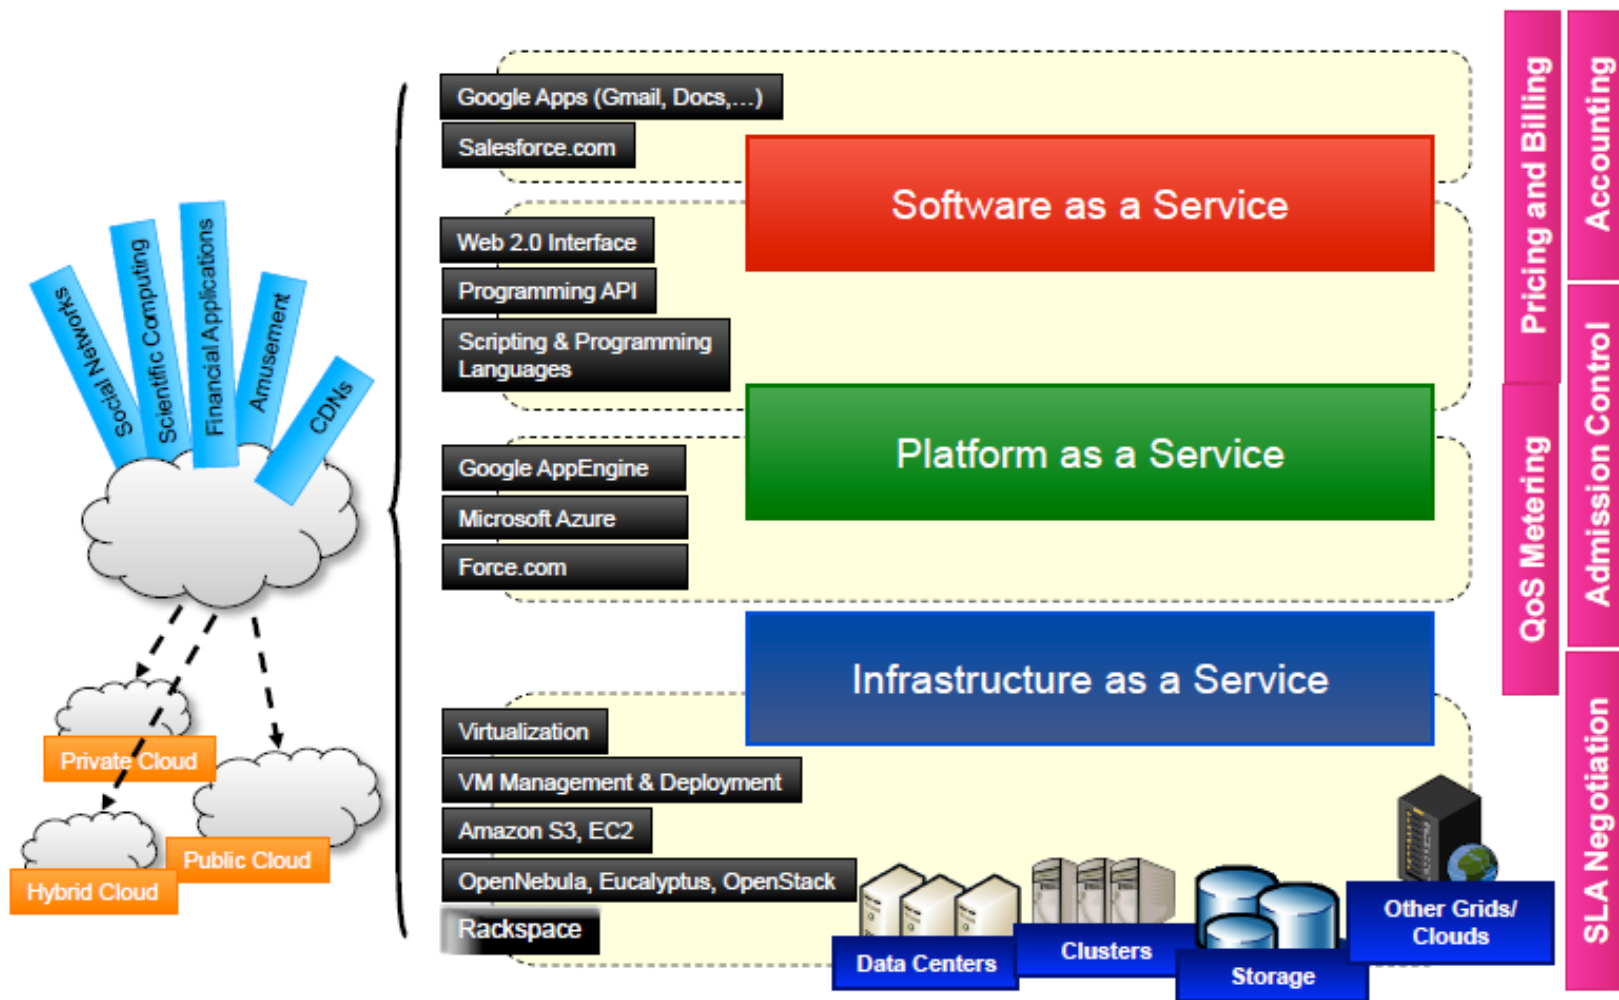 Social Networks
Scientific Computing
Financial Applications
Amusement
CDNs
Private Cloud
Public Cloud
Hybrid Cloud
Google Apps (Gmail, Docs,...)
Salesforce.com
Software as a Service
Web 2.0 Interface
Programming API
Scripting & Programming
Languages
Platform as a Service
Google AppEngine
Microsoft Azure
Force.com
Infrastructure as a Service
Virtualization
VM Management & Deployment
Amazon S3, EC2
OpenNebula, Eucalyptus, OpenStack
Rackspace
Data Centers
Clusters
Storage
Other Grids/
Clouds
Pricing and Billing
QoS Metering
Accounting
Admission Control
SLA Negotiation